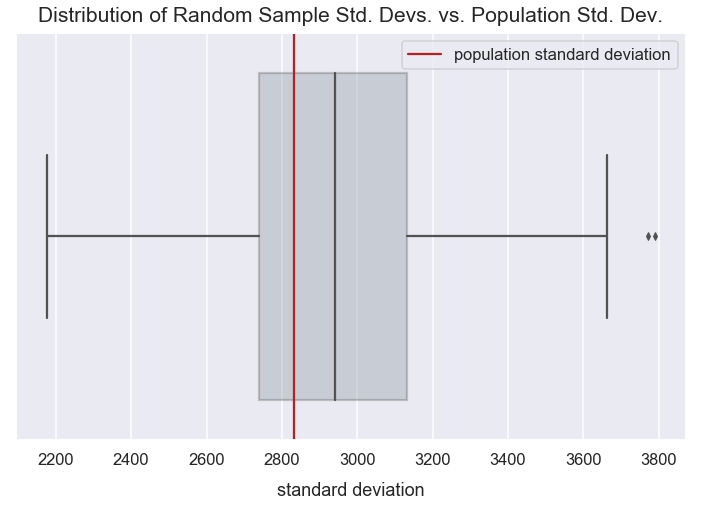 Distribution of Random Sample Std. Devs. vs. Population Std. Dev.
population standard deviation
2200 2400 2600 2800 3000 3200 3400 3600 3800
standard deviation